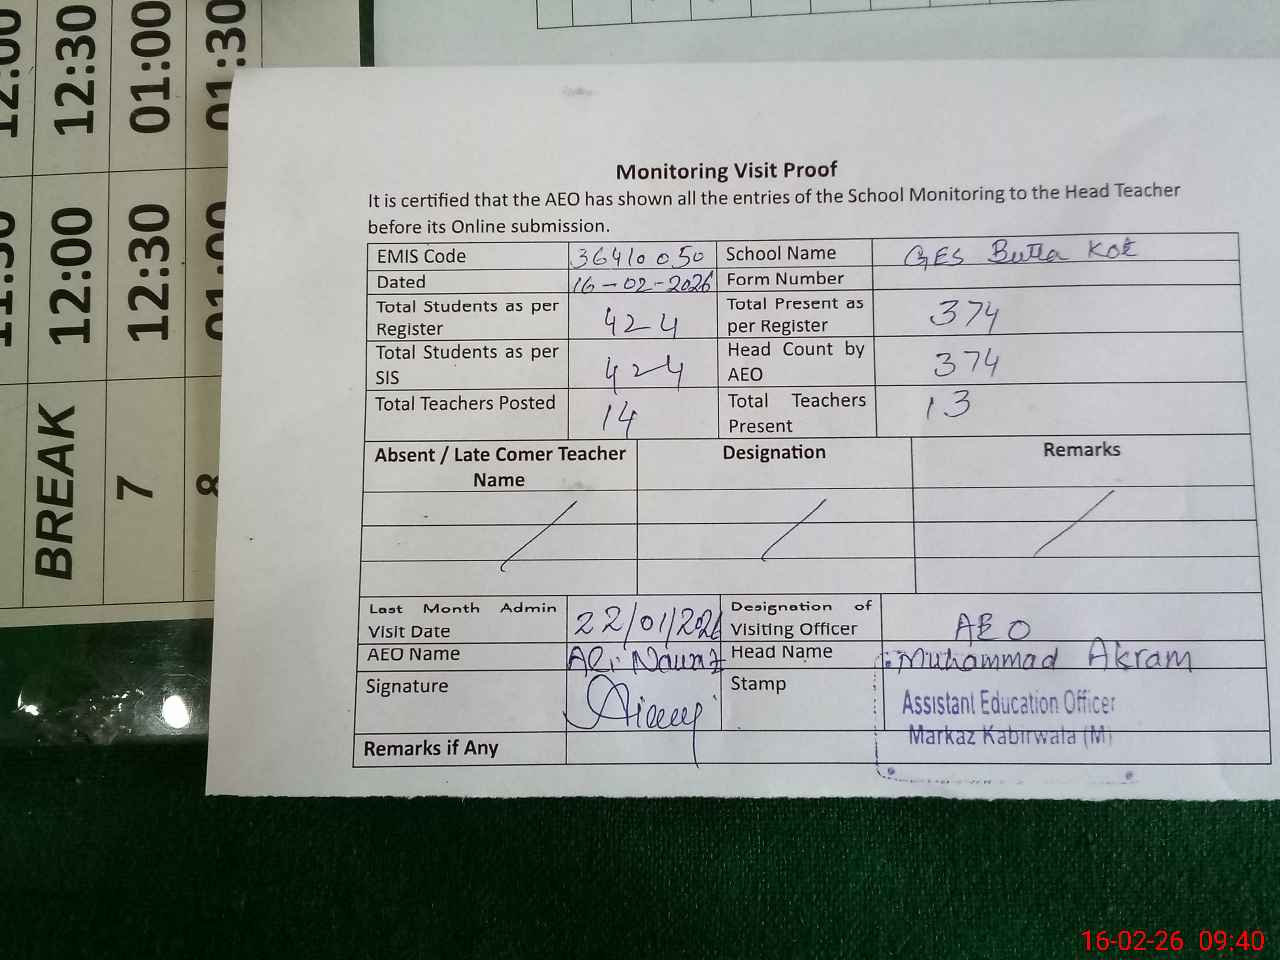 12:00 12:30 01:00 01:30
11:30 12:00 12:30 01:00
BREAK 7 8
Monitoring Visit Proof
It is certified that the AEO has shown all the entries of the School Monitoring to the Head Teacher
before its Online submission.
EMIS Code 36410050 School Name GES Butta Kot
Dated 16-02-2026 Form Number
Total Students as per Register 424 Total Present as per Register 374
Total Students as per SIS 424 Head Count by AEO 374
Total Teachers Posted 14 Total Teachers Present 13
Absent / Late Comer Teacher Name Designation Remarks
Last Month Admin Visit Date 22/01/2026 Designation of Visiting Officer AEO
AEO Name Ali Nawaz Head Name Muhammad Akram
Signature Stamp Assistant Education Officer
Markaz Kabirwala (M)
Remarks if Any
16-02-26 09:40